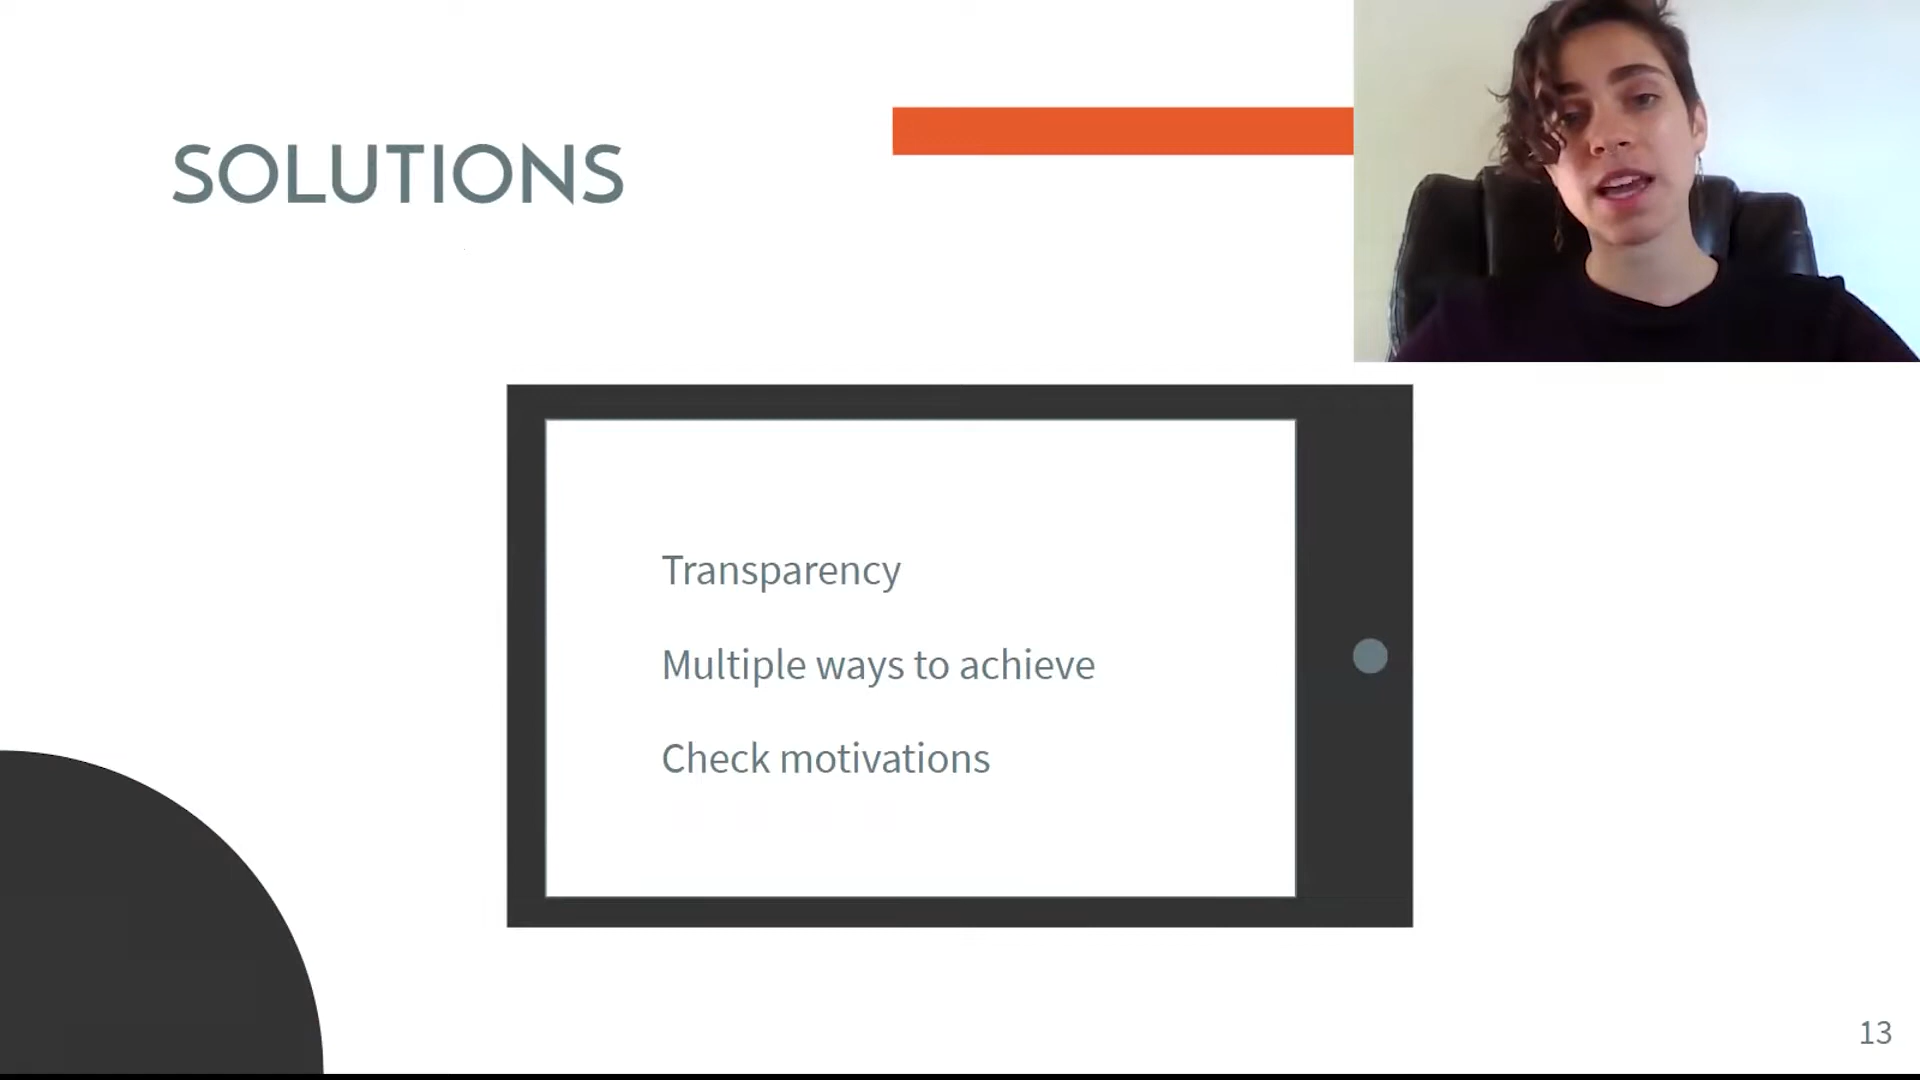 SOLUTIONS
Transparency
Multiple ways to achieve
Check motivations
13